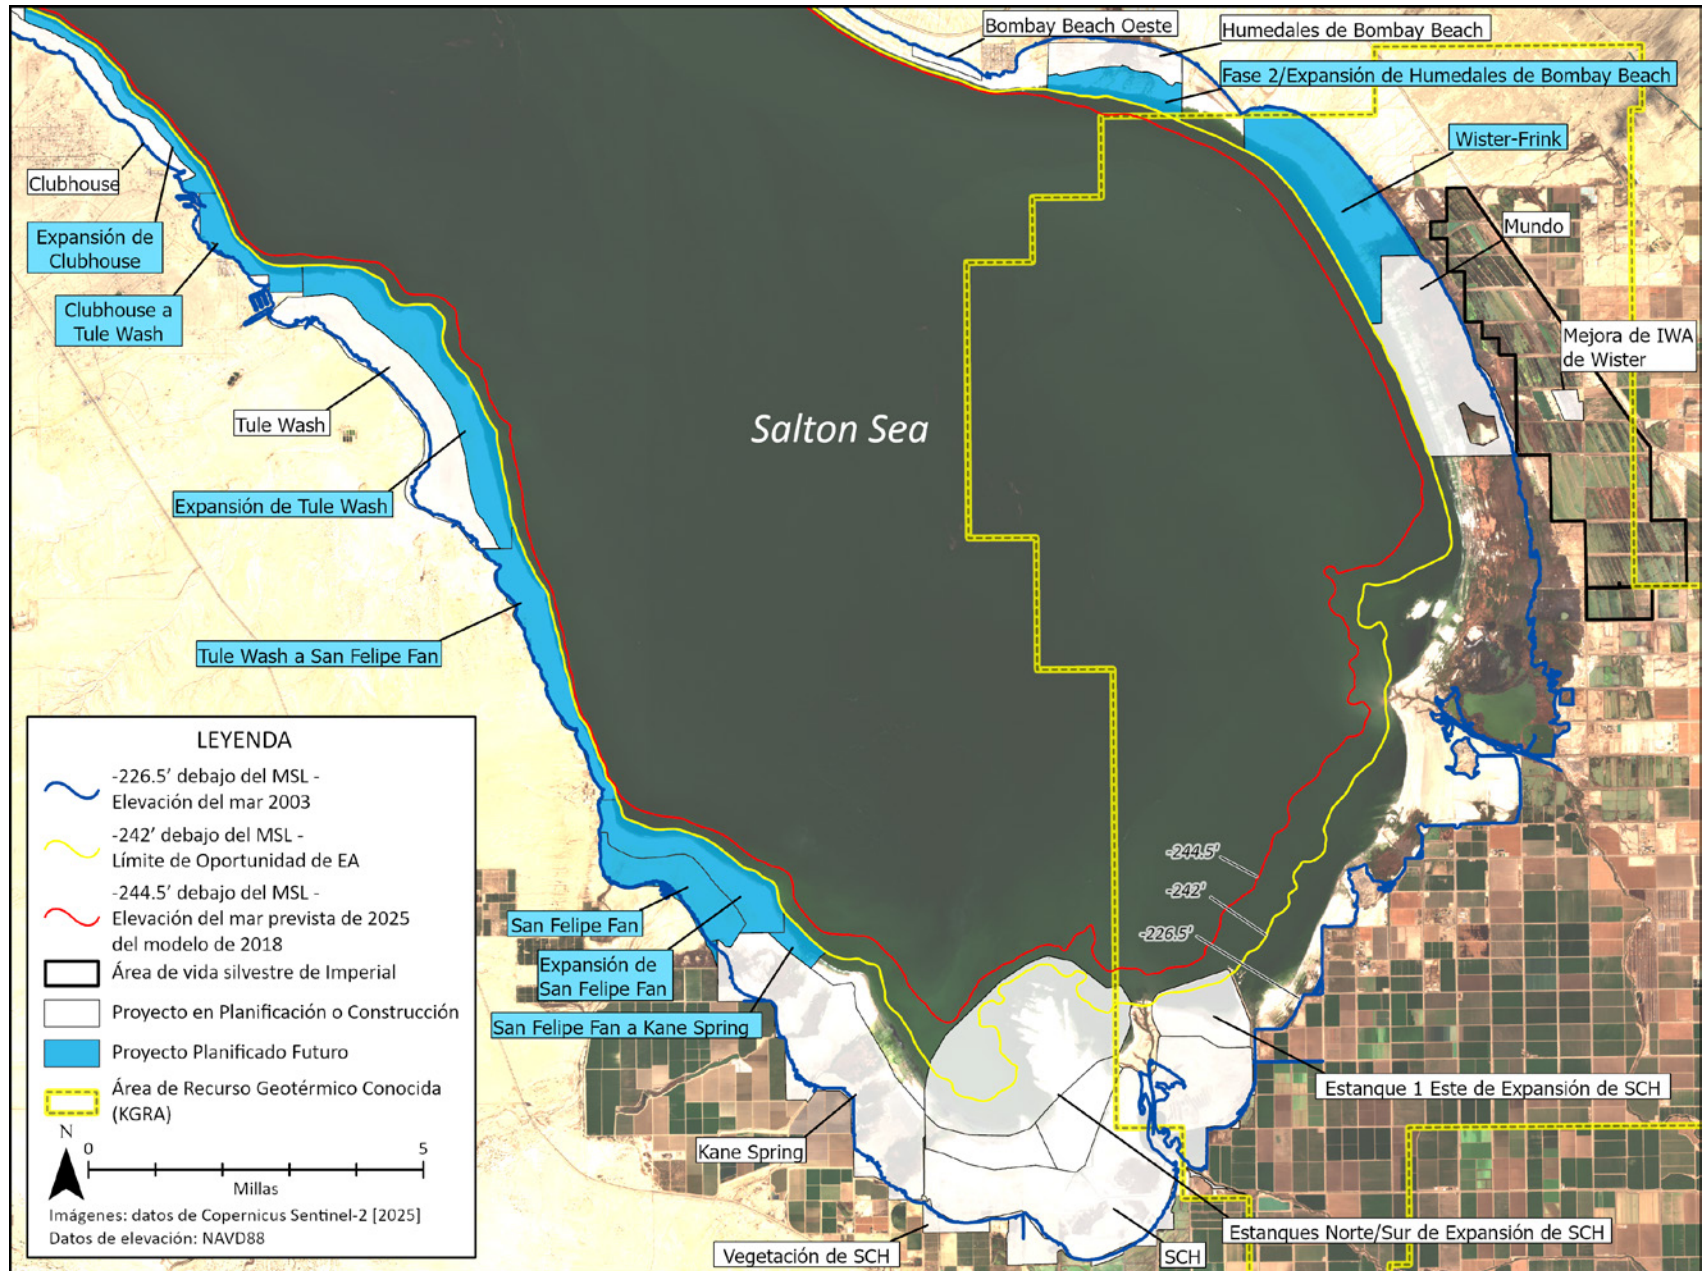 Bombay Beach Oeste
Humedales de Bombay Beach
Fase 2/Expansión de Humedales de Bombay Beach
Wister-Frink
Clubhouse
Mundo
Expansión de
Clubhouse
Clubhouse a
Tule Wash
Mejora de IWA
de Wister
Tule Wash
Salton Sea
Expansión de Tule Wash
Tule Wash a San Felipe Fan
LEYENDA
-226.5' debajo del MSL -
Elevación del mar 2003
-242' debajo del MSL -
Límite de Oportunidad de EA
-244.5' debajo del MSL -
Elevación del mar prevista de 2025
del modelo de 2018
Área de vida silvestre de Imperial
Proyecto en Planificación o Construcción
Proyecto Planificado Futuro
Área de Recurso Geotérmico Conocida
(KGRA)
N
0
5
Millas
Imágenes: datos de Copernicus Sentinel-2 [2025]
Datos de elevación: NAVD88
-244.5'
-242'
-226.5'
San Felipe Fan
Expansión de
San Felipe Fan
San Felipe Fan a Kane Spring
Estanque 1 Este de Expansión de SCH
Kane Spring
Estanques Norte/Sur de Expansión de SCH
Vegetación de SCH
SCH